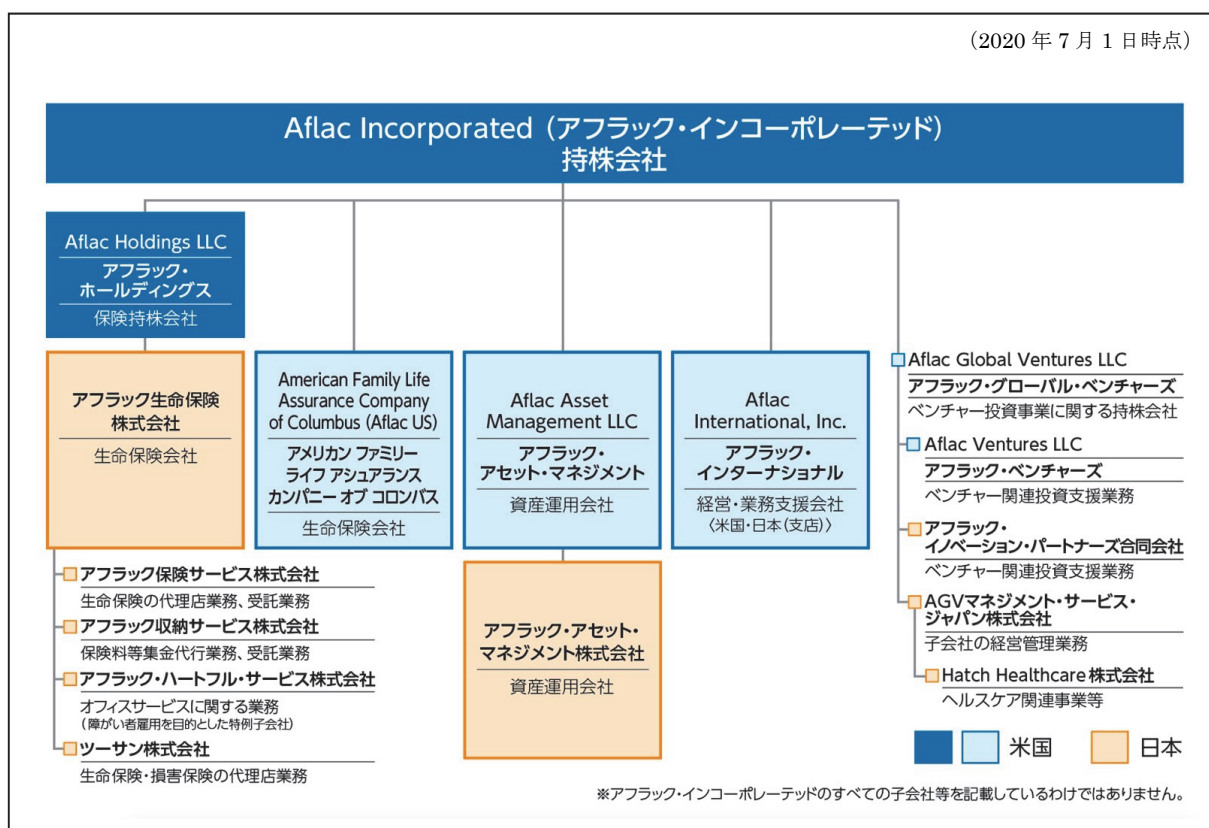 (2020 年 7 月 1 日時点)
Aflac Incorporated (アフラック・インコーポレーテッド)
持株会社
Aflac Holdings LLC
アフラック・
ホールディングス
保険持株会社
アフラック生命保険
株式会社
生命保険会社
アフラック保険サービス株式会社
生命保険の代理店業務、受託業務
アフラック収納サービス株式会社
保険料等集金代行業務、受託業務
アフラック・ハートフル・サービス株式会社
オフィスサービスに関する業務
(障がい者雇用を目的とした特例子会社)
ツーサン株式会社
生命保険・損害保険の代理店業務
American Family Life
Assurance Company
of Columbus (Aflac US)
アメリカン ファミリー
ライフ アシュアランス
カンパニー オブ コロンバス
生命保険会社
Aflac Asset
Management LLC
アフラック・
アセット・マネジメント
資産運用会社
アフラック・アセット・
マネジメント株式会社
資産運用会社
Aflac
International, Inc.
アフラック・
インターナショナル
経営・業務支援会社
〈米国・日本(支店)〉
Aflac Global Ventures LLC
アフラック・グローバル・ベンチャーズ
ベンチャー投資事業に関する持株会社
Aflac Ventures LLC
アフラック・ベンチャーズ
ベンチャー関連投資支援業務
アフラック・
イノベーション・パートナーズ合同会社
ベンチャー関連投資支援業務
AGVマネジメント・サービス・
ジャパン株式会社
子会社の経営管理業務
Hatch Healthcare 株式会社
ヘルスケア関連事業等
米国 日本
※アフラック・インコーポレーテッドのすべての子会社等を記載しているわけではありません。